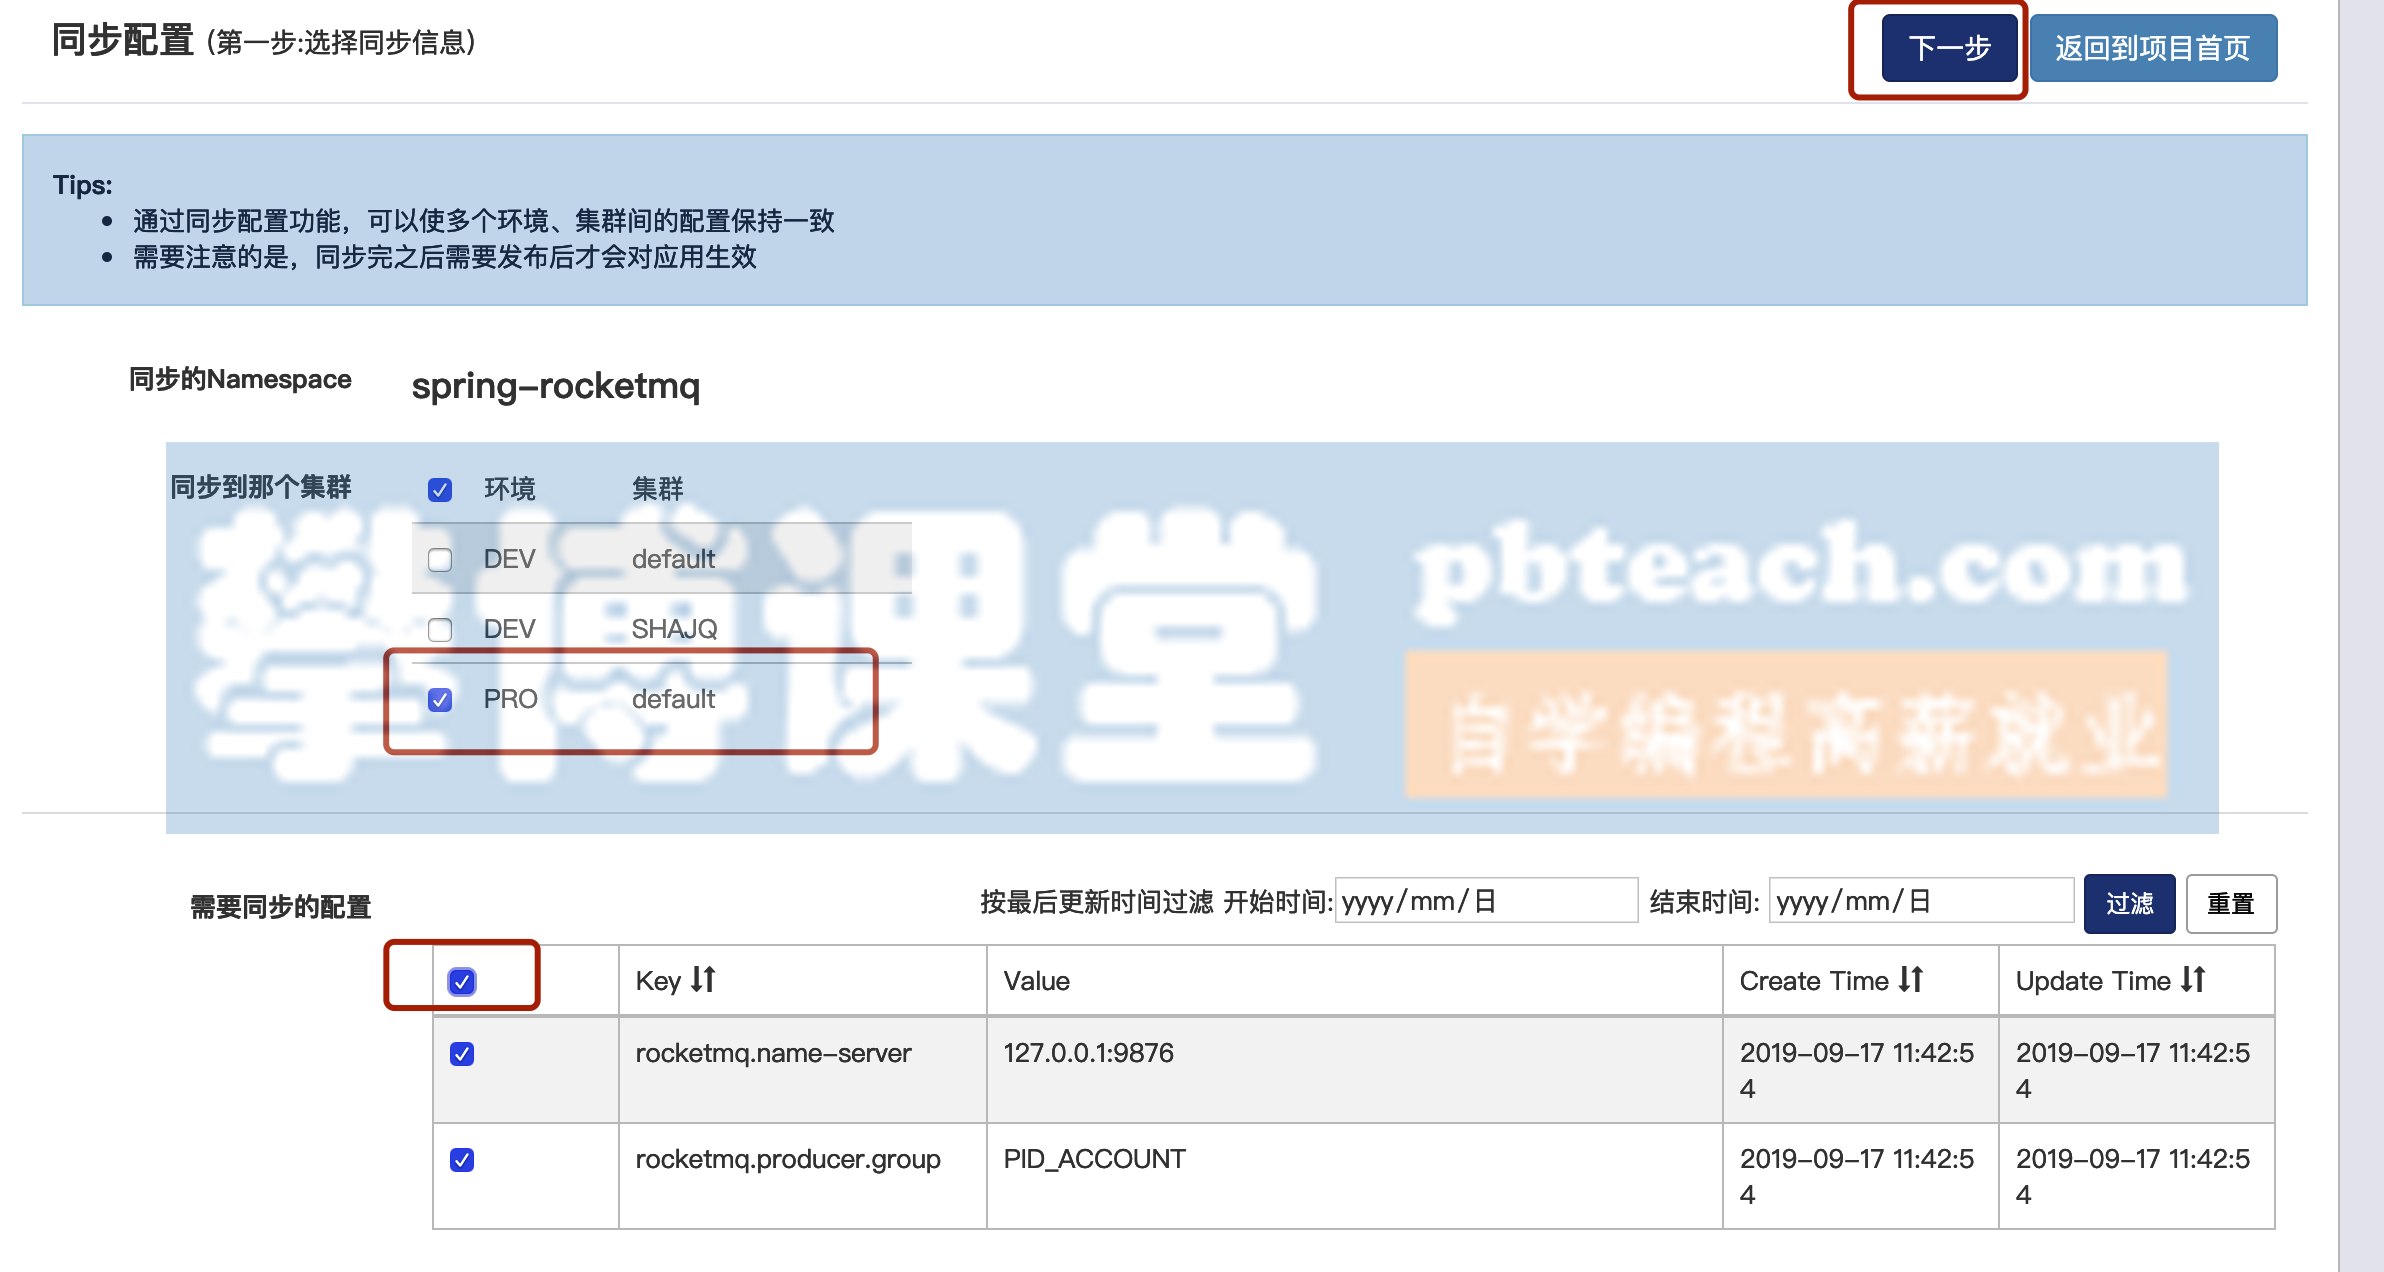 同步配置 (第一步:选择同步信息)
下一步
返回到项目首页
Tips:
通过同步配置功能，可以使多个环境、集群间的配置保持一致
需要注意的是，同步完之后需要发布后才会对应用生效
同步的Namespace
spring-rocketmq
同步到那个集群
环境 集群
DEV default
DEV SHAJQ
PRO default
攀博课堂
pbteach.com
自学编程高薪就业
需要同步的配置
按最后更新时间过滤 开始时间: yyyy/mm/日 结束时间: yyyy/mm/日 过滤 重置
Key Value Create Time Update Time
rocketmq.name-server 127.0.0.1:9876 2019-09-17 11:42:5 2019-09-17 11:42:5
4 4
rocketmq.producer.group PID_ACCOUNT 2019-09-17 11:42:5 2019-09-17 11:42:5
4 4